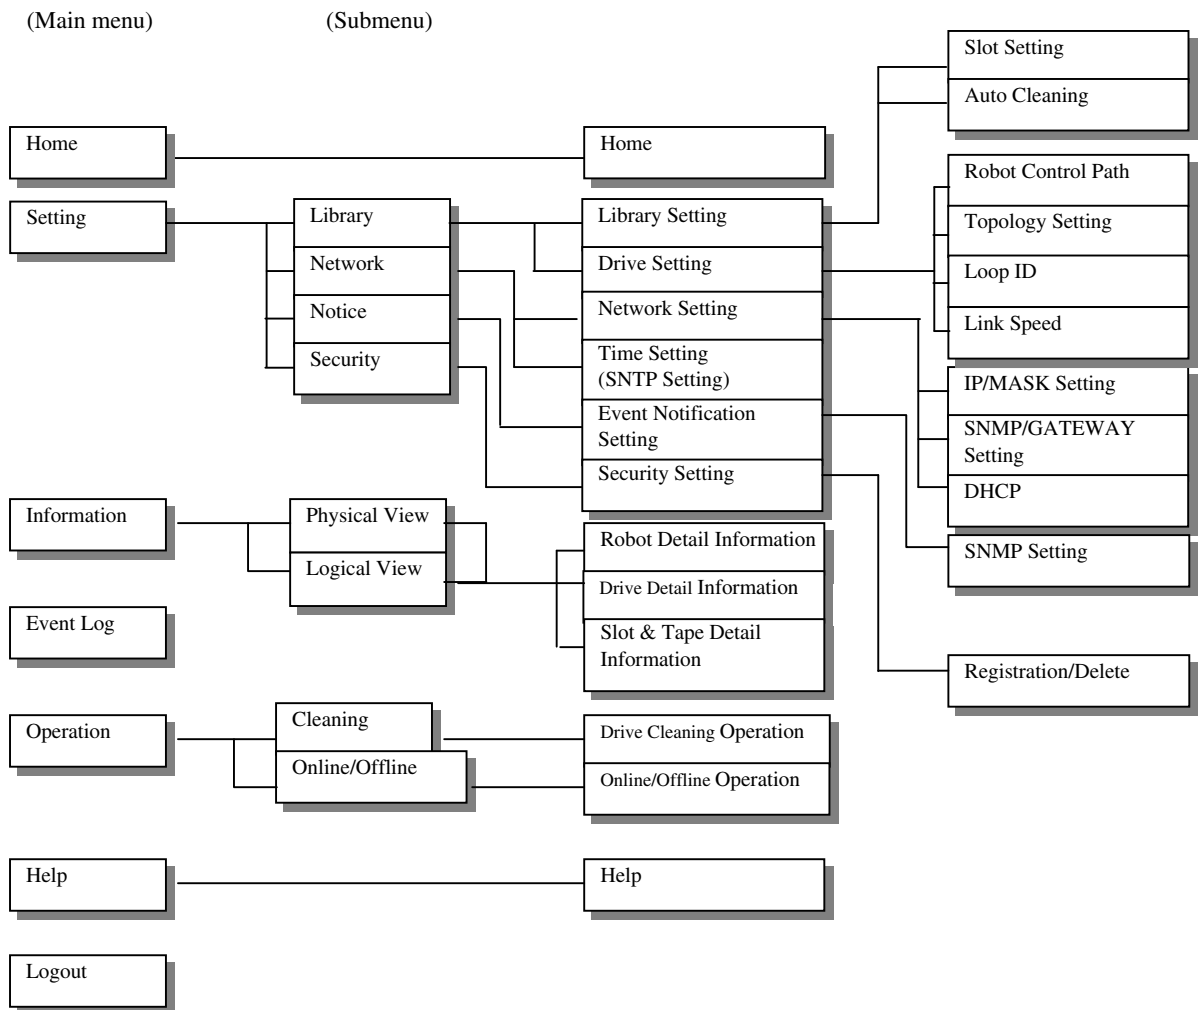 (Main menu)
(Submenu)
Slot Setting
Auto Cleaning
Home
Home
Robot Control Path
Setting
Library
Library Setting
Topology Setting
Network
Drive Setting
Loop ID
Notice
Network Setting
Link Speed
Security
Time Setting
(SNTP Setting)
IP/MASK Setting
Event Notification
Setting
SNMP/GATEWAY
Setting
Security Setting
DHCP
Information
Physical View
Robot Detail Information
SNMP Setting
Logical View
Drive Detail Information
Event Log
Slot & Tape Detail
Information
Registration/Delete
Operation
Cleaning
Drive Cleaning Operation
Online/Offline
Online/Offline Operation
Help
Help
Logout